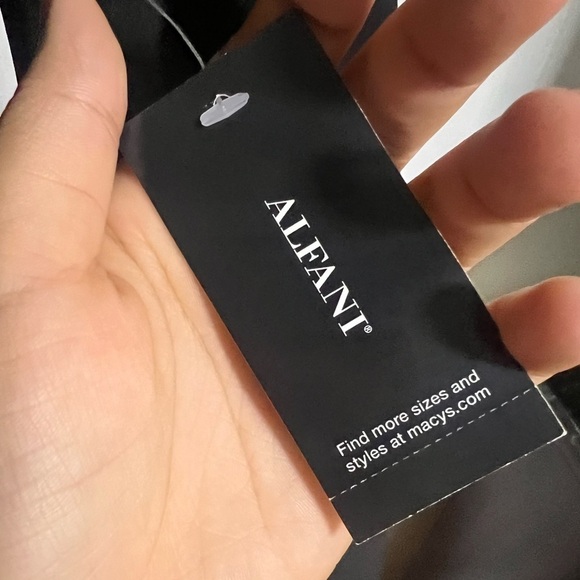 ALFANI®
Find more sizes and
styles at macys.com